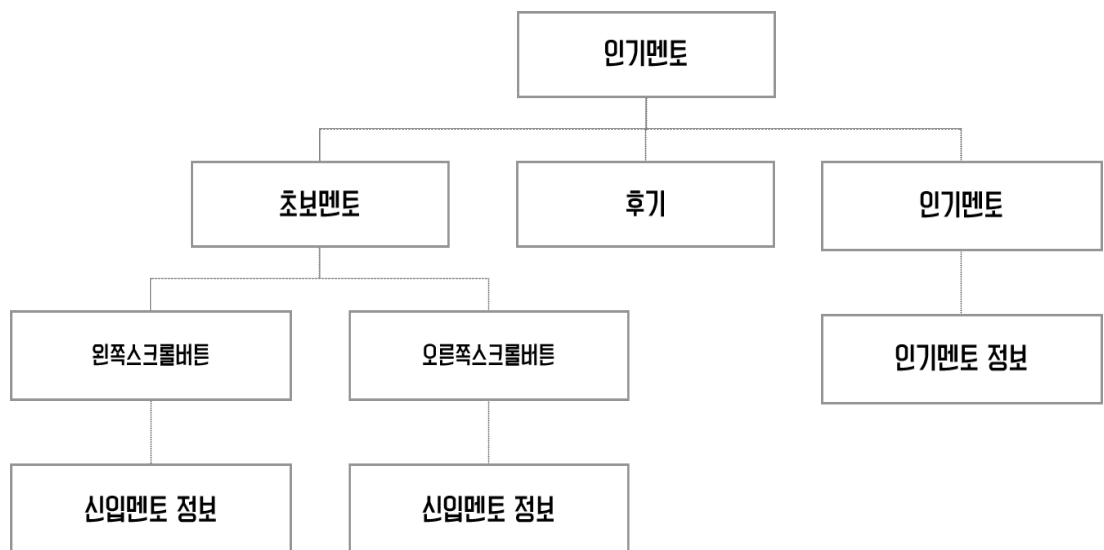 인기멘토
초보멘토
후기
인기멘토
왼쪽스크롤버튼
오른쪽스크롤버튼
인기멘토 정보
신입멘토 정보
신입멘토 정보